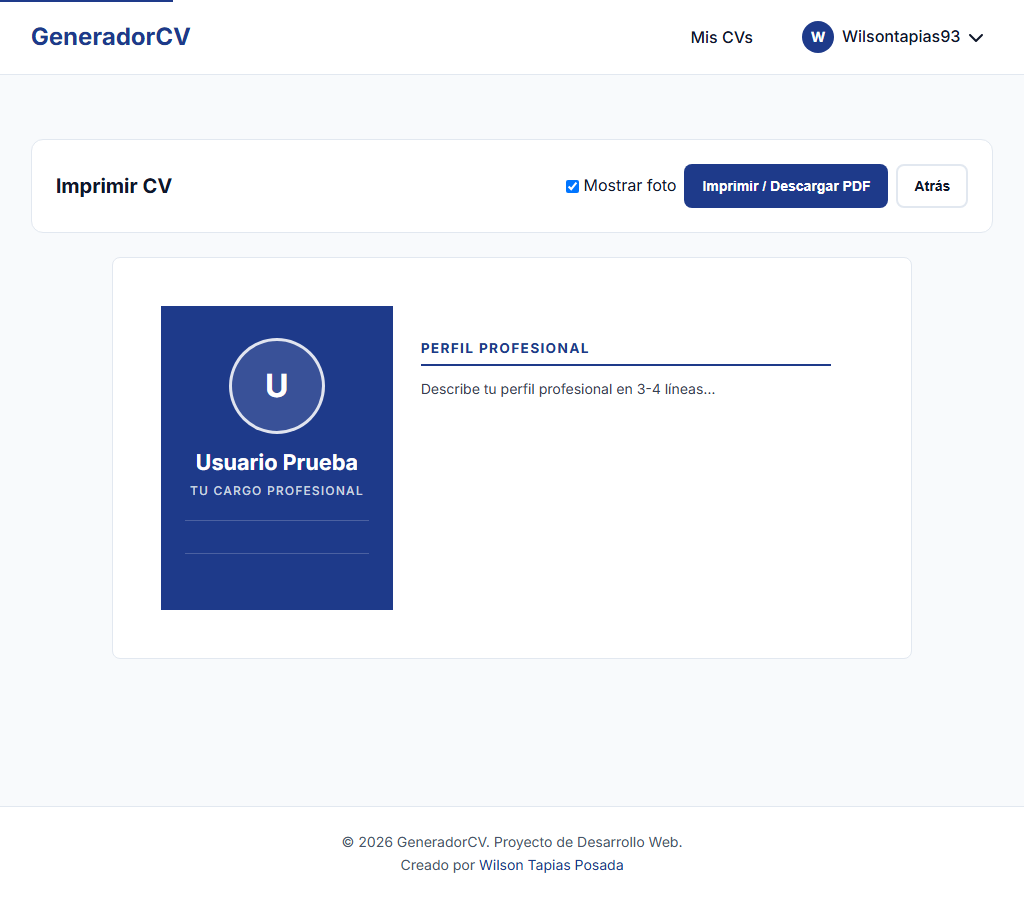 GeneradorCV
Mis CVs
W
Wilsontapias93
Imprimir CV
Mostrar foto
Imprimir / Descargar PDF
Atrás
U
Usuario Prueba
TU CARGO PROFESIONAL
PERFIL PROFESIONAL
Describe tu perfil profesional en 3-4 líneas...
© 2026 GeneradorCV. Proyecto de Desarrollo Web.
Creado por Wilson Tapias Posada